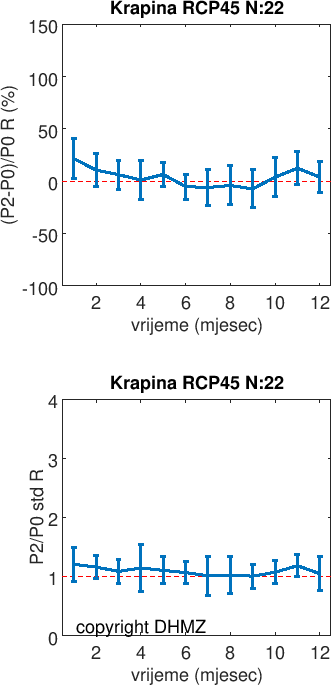 Krapina RCP45 N:22
150
100
50
0
-50
-100
(P2-P0)/P0 R (%)
2 4 6 8 10 12
vrijeme (mjesec)
Krapina RCP45 N:22
4
3
2
1
0
P2/P0 std R
copyright DHMZ
2 4 6 8 10 12
vrijeme (mjesec)